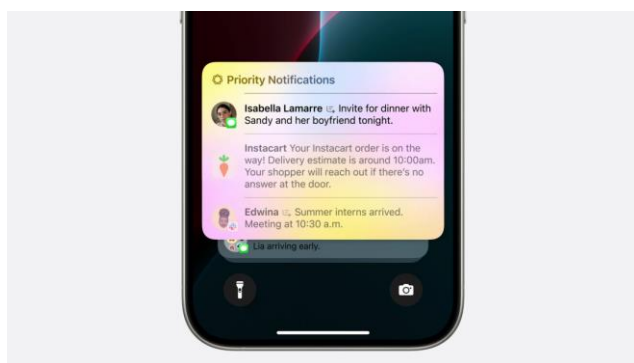 Priority Notifications
Isabella Lamarre Invite for dinner with
Sandy and her boyfriend tonight.
Instacart Your Instacart order is on the
way! Delivery estimate is around 10:00am.
Your shopper will reach out if there's no
answer at the door.
Edwina Summer interns arrived.
Meeting at 10:30 a.m.
Lia arriving early.